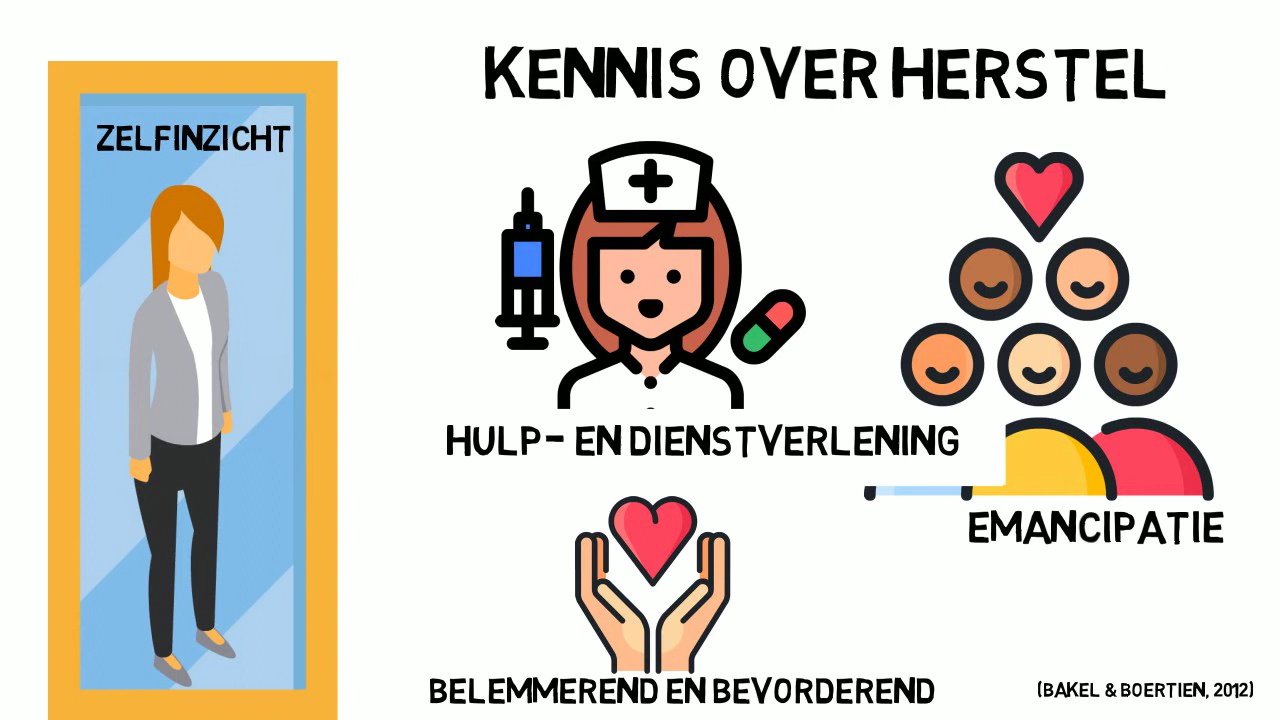 KENNIS OVER HERSTEL
ZELFINZICHT
HULP- EN DIENSTVERLENING
EMANCIPATIE
BELEMMEREND EN BEVORDEREND
(BAKEL & BOERTIEN, 2012)